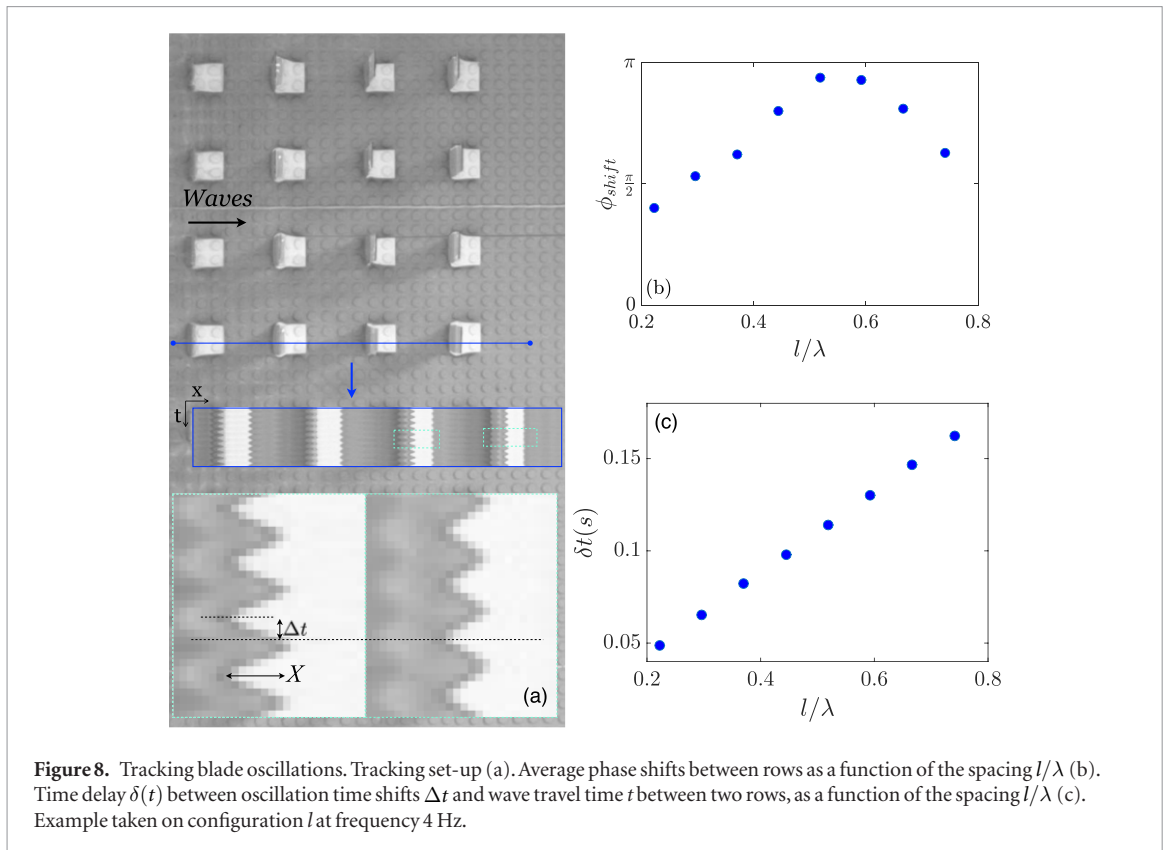 Waves
x
t
Δt
X
(a)
π
π/2
0
ϕshift
(b)
0.2 0.4 0.6 0.8
l/λ
(c)
0.15
0.1
0.05
δt(s)
0.2 0.4 0.6 0.8
l/λ
Figure 8. Tracking blade oscillations. Tracking set-up (a). Average phase shifts between rows as a function of the spacing l/λ (b).
Time delay δ(t) between oscillation time shifts Δt and wave travel time t between two rows, as a function of the spacing l/λ (c).
Example taken on configuration l at frequency 4 Hz.